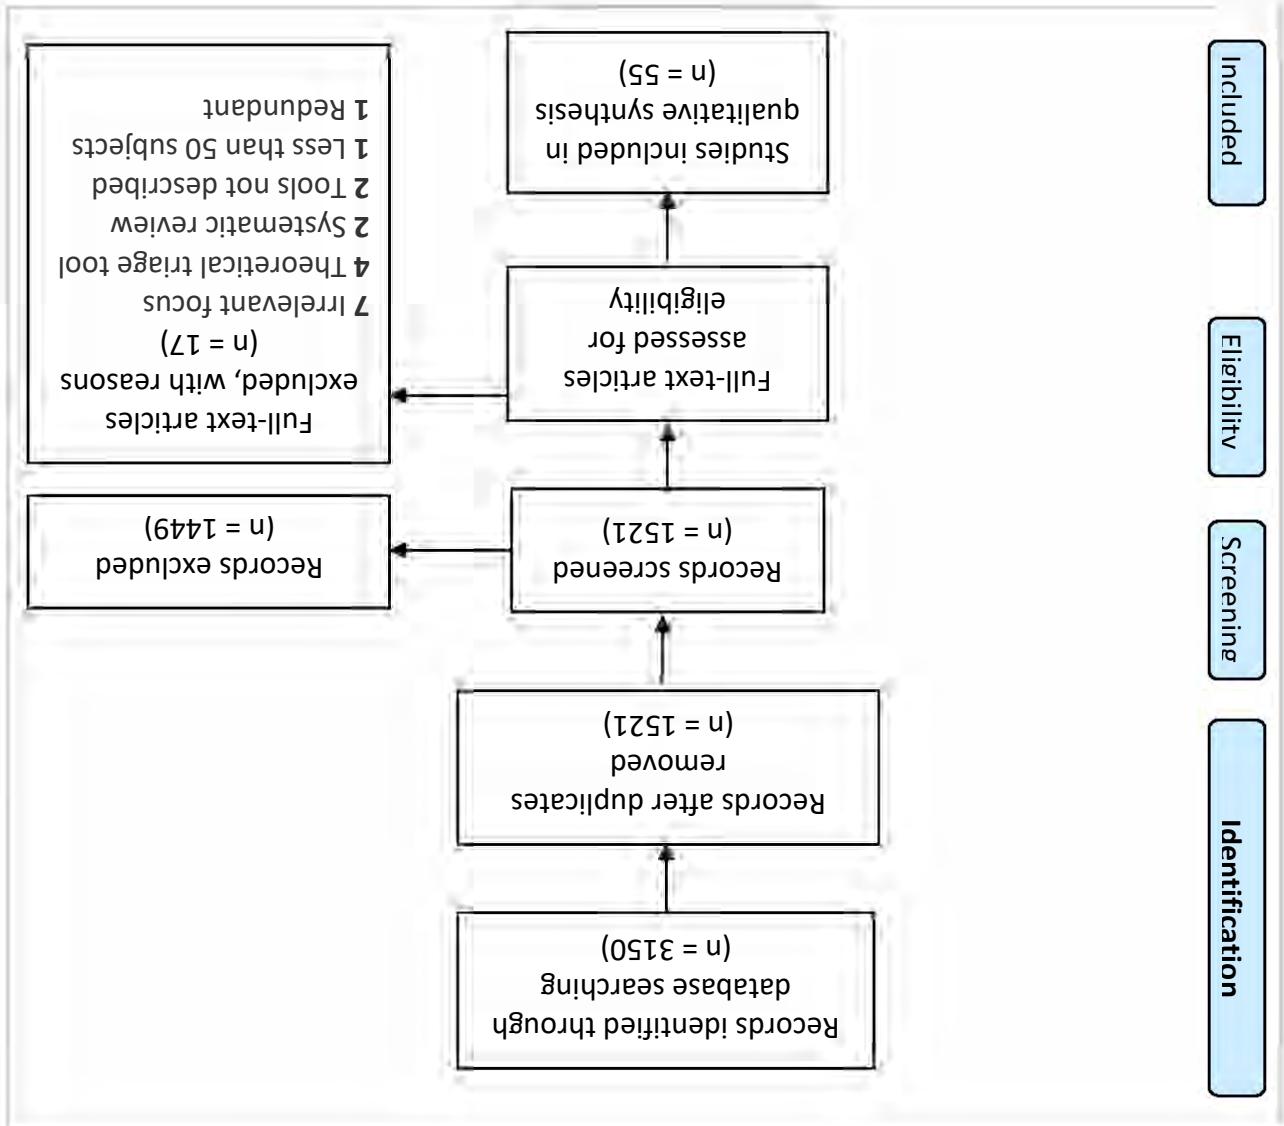 Identification
Records identified through
database searching
(n = 3150)
Records after duplicates
removed
(n = 1521)
Screening
Records screened
(n = 1521)
Records excluded
(n = 1449)
Eligibility
Full-text articles
assessed for
eligibility
Full-text articles
excluded, with reasons
(n = 17)
7 Irrelevant focus
4 Theoretical triage tool
2 Systematic review
2 Tools not described
1 Less than 50 subjects
1 Redundant
Included
Studies included in
qualitative synthesis
(n = 55)